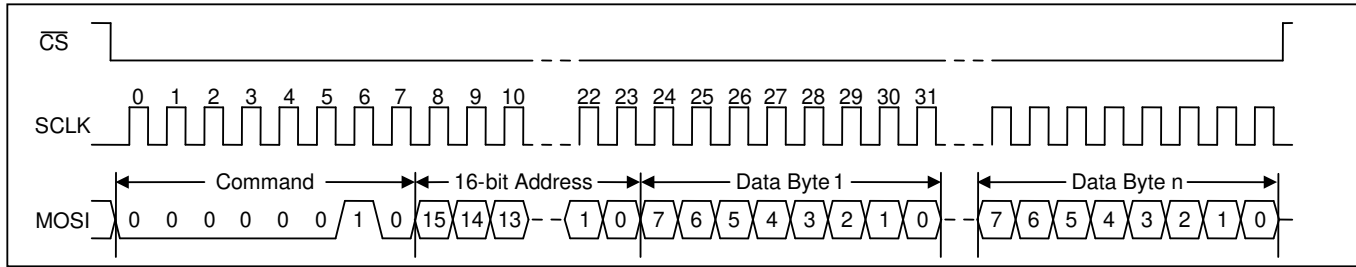 CS
0 1 2 3 4 5 6 7 8 9 10 22 23 24 25 26 27 28 29 30 31
SCLK
Command 16-bit Address Data Byte 1 Data Byte n
MOSI 0 0 0 0 0 0 1 0 15 14 13 1 0 7 6 5 4 3 2 1 0 7 6 5 4 3 2 1 0